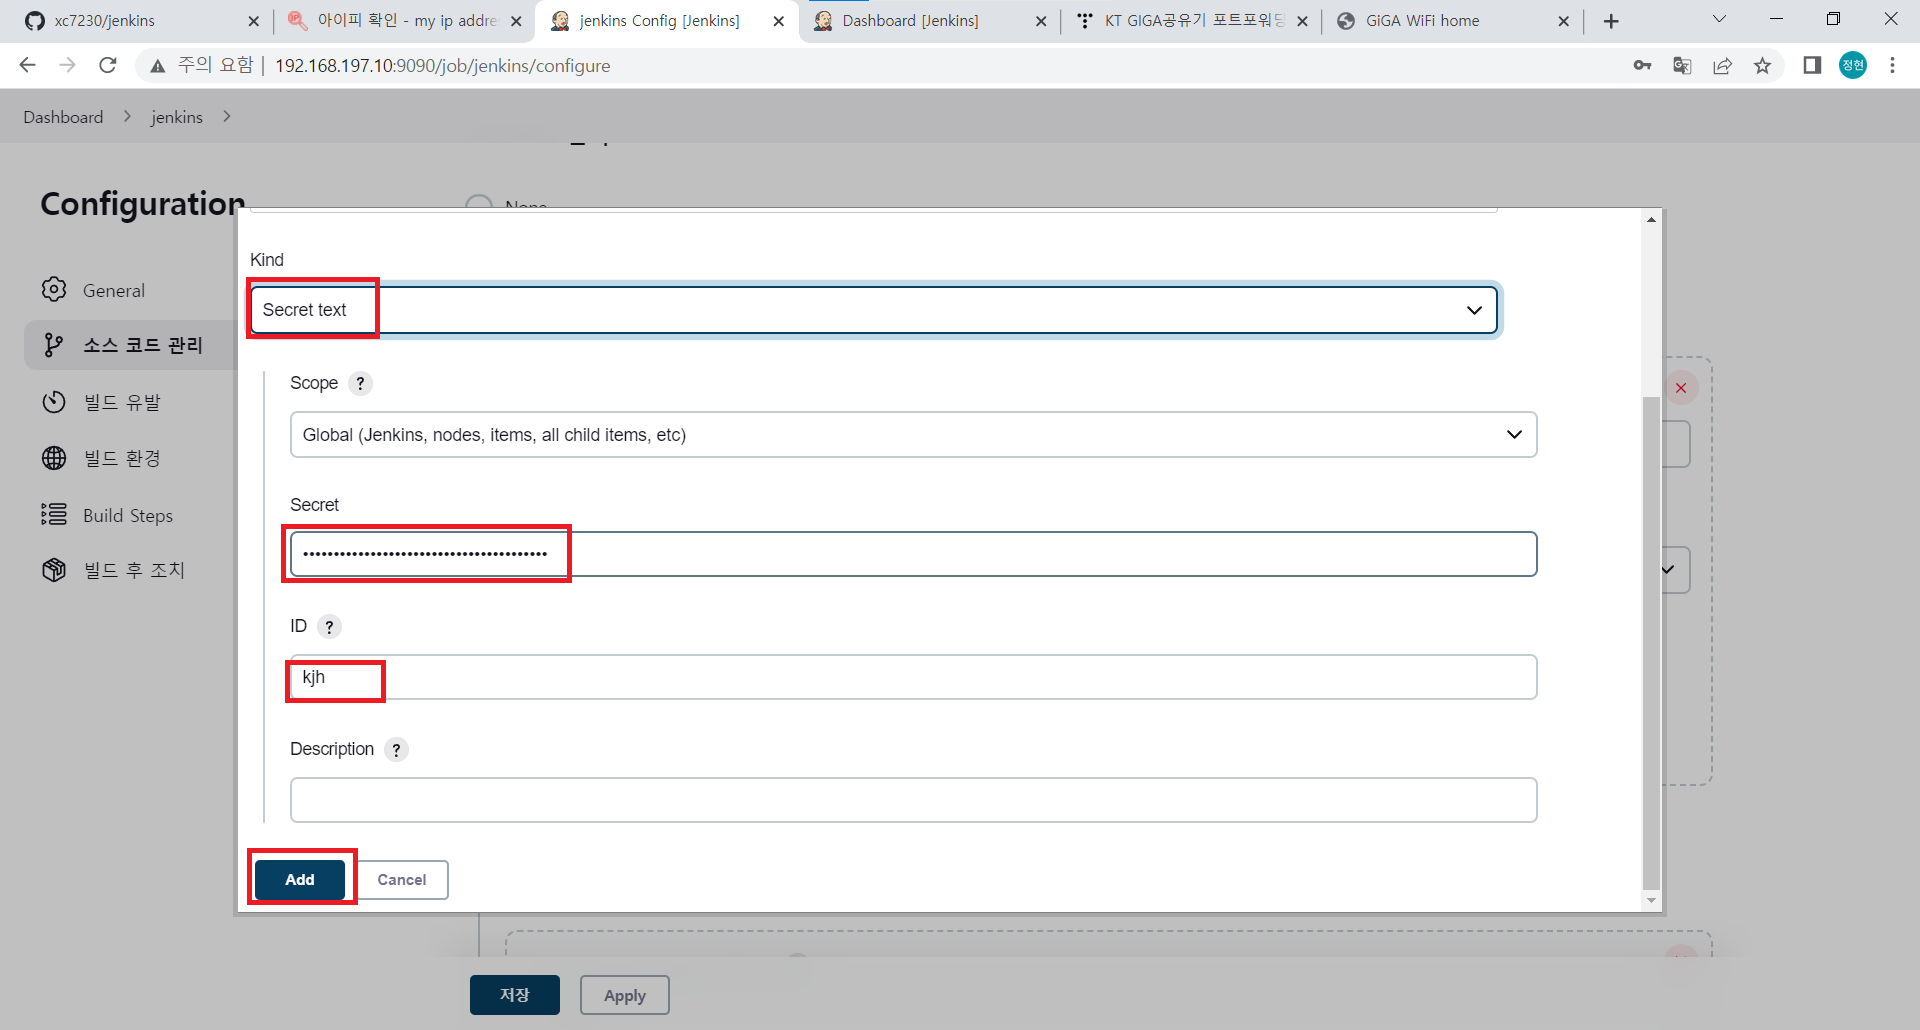 xc7230/jenkins
아이피 확인 - my ip addre
jenkins Config [Jenkins]
Dashboard [Jenkins]
KT GIGA공유기 포트포워딩
GiGA WiFi home
주의 요함
192.168.197.10:9090/job/jenkins/configure
정현
Dashboard
jenkins
Configuration
None
General
소스 코드 관리
빌드 유발
빌드 환경
Build Steps
빌드 후 조치
Kind
Secret text
Scope ?
Global (Jenkins, nodes, items, all child items, etc)
Secret
ID ?
kjh
Description ?
Add
Cancel
저장
Apply